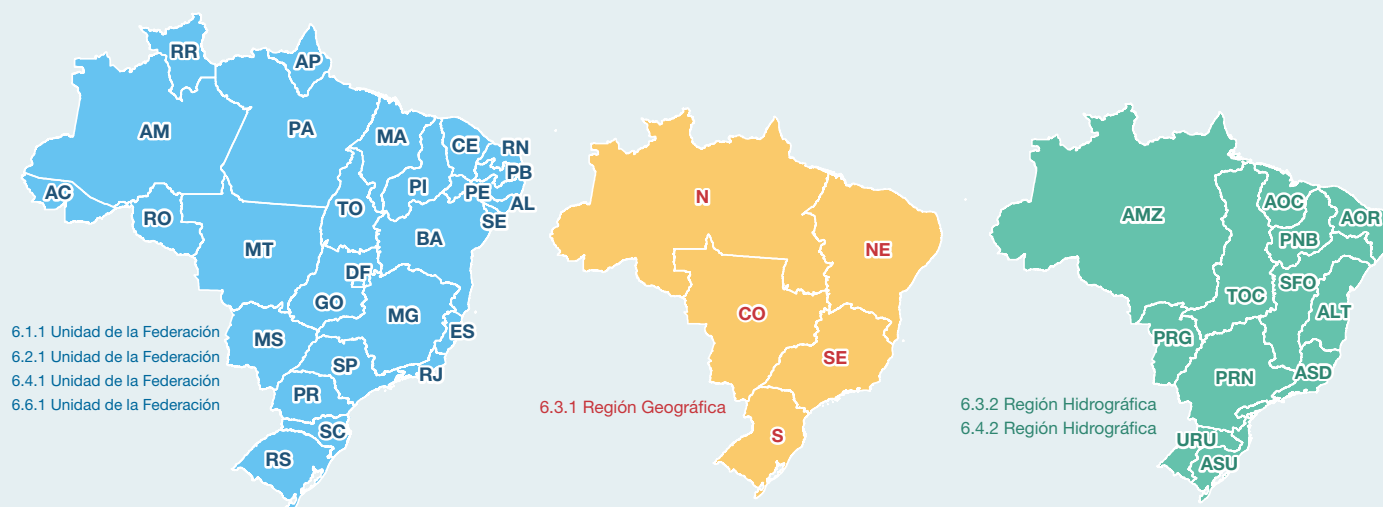 RR
AP
AM
PA
MA
CE
RN
PB
PI
PE
AL
AC
TO
SE
RO
BA
MT
DF
GO
MG
ES
MS
SP
RJ
PR
SC
RS
6.1.1 Unidad de la Federación
6.2.1 Unidad de la Federación
6.4.1 Unidad de la Federación
6.6.1 Unidad de la Federación
N
NE
CO
SE
S
6.3.1 Región Geográfica
AMZ
AOC
AOR
PNB
SFO
TOC
ALT
PRG
ASD
PRN
URU
ASU
6.3.2 Región Hidrográfica
6.4.2 Región Hidrográfica